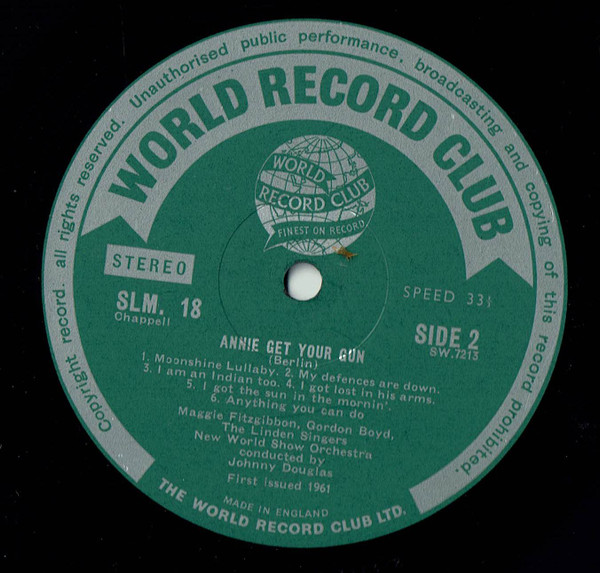 Copyright record. all rights reserved. Unauthorised public performance. broadcasting and copying of this record prohibited.
WORLD RECORD CLUB
WORLD
RECORD CLUB
FINEST ON RECORD
STEREO
SPEED 33⅓
SLM. 18
Chappell
SIDE 2
SW.7213
ANNIE GET YOUR GUN
(Berlin)
1. Moonshine Lullaby. 2. My defences are down.
3. I am an Indian too. 4. I got lost in his arms.
5. I got the sun in the mornin'.
6. Anything you can do
Maggie Fitzgibbon, Gordon Boyd,
The Linden Singers
New World Show Orchestra
conducted by
Johnny Douglas
First issued 1961
MADE IN ENGLAND
THE WORLD RECORD CLUB LTD.